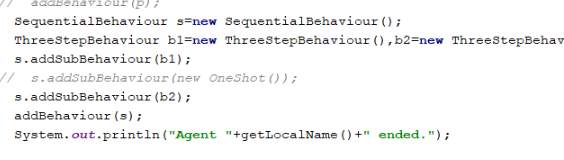 // addBehaviour(p);
SequentialBehaviour s=new SequentialBehaviour();
ThreeStepBehaviour b1=new ThreeStepBehaviour(),b2=new ThreeStepBehav
s.addSubBehaviour(b1);
// s.addSubBehaviour(new OneShot());
s.addSubBehaviour(b2);
addBehaviour(s);
System.out.println("Agent "+getLocalName()+" ended.");